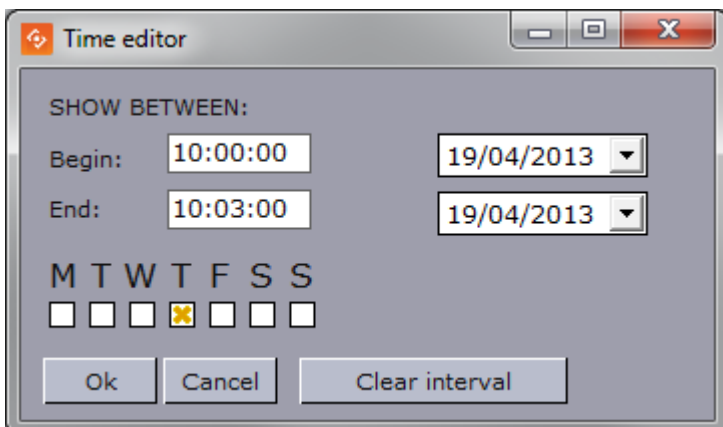 Time editor
SHOW BETWEEN:
Begin: 10:00:00 19/04/2013
End: 10:03:00 19/04/2013
M T W T F S S
Ok Cancel Clear interval